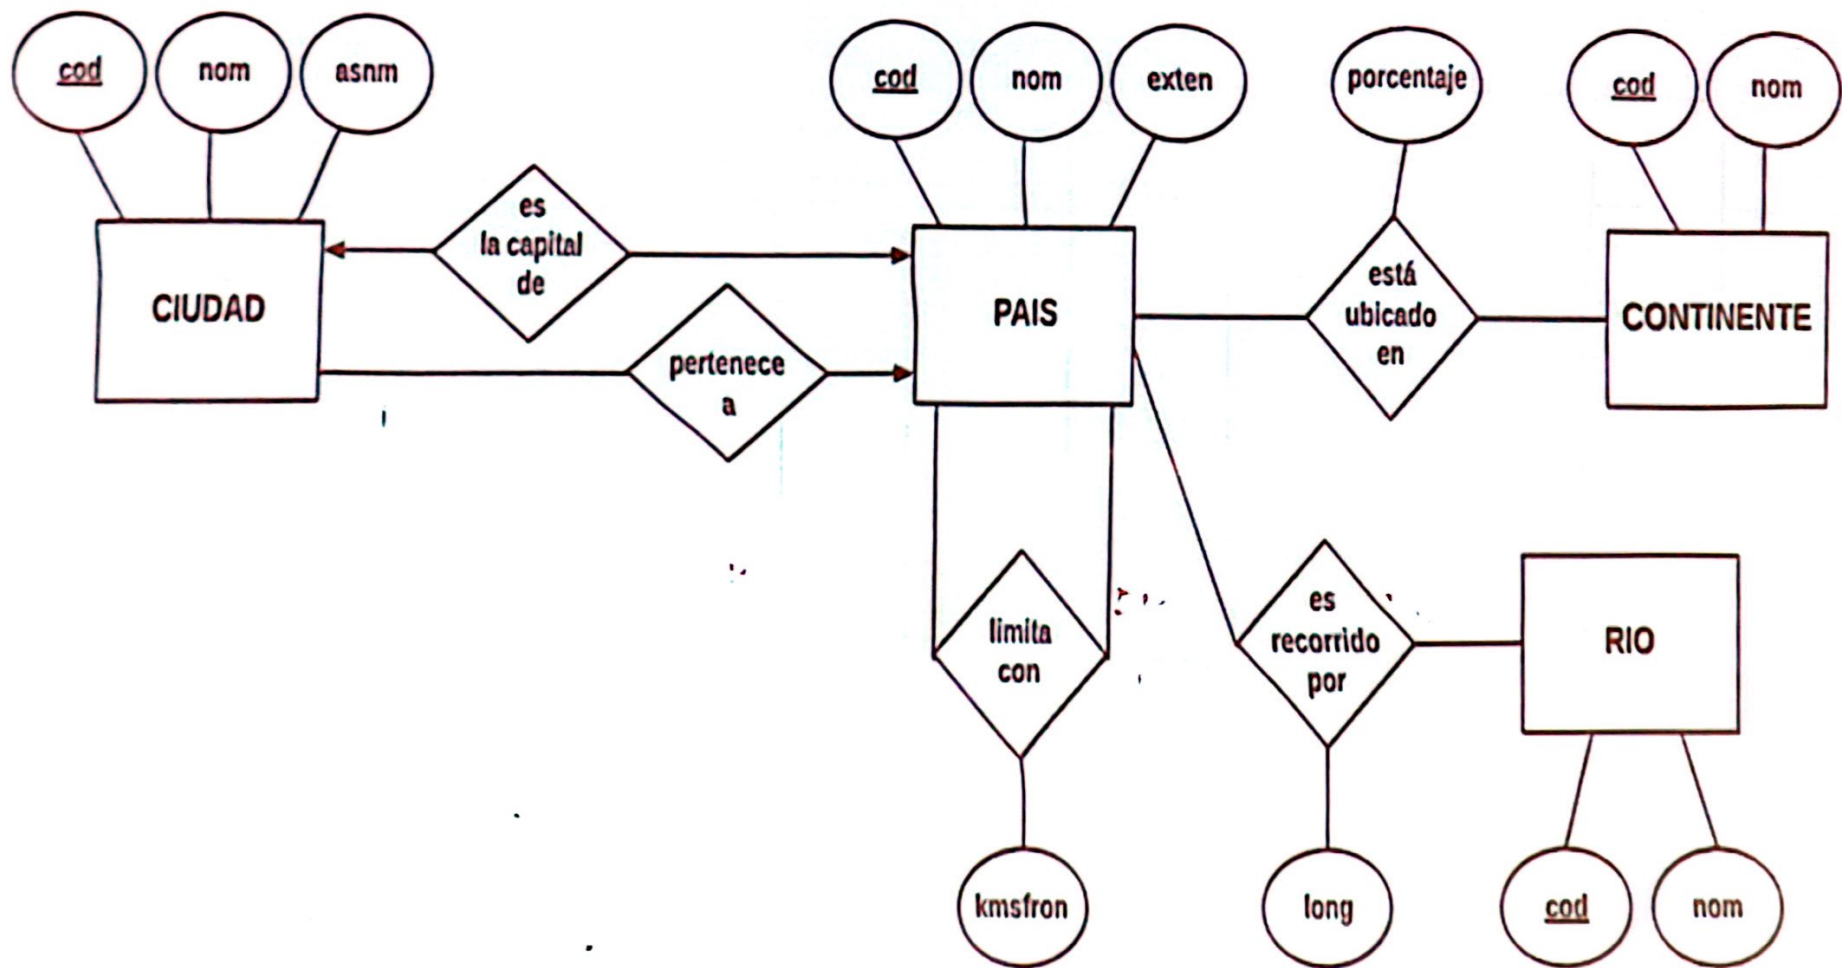 cod
nom
asnm
cod
nom
exten
porcentaje
cod
nom
es
la capital
de
CIUDAD
PAIS
está
ubicado
en
CONTINENTE
pertenece
a
limita
con
es
recorrido
por
RIO
kmsfron
long
cod
nom